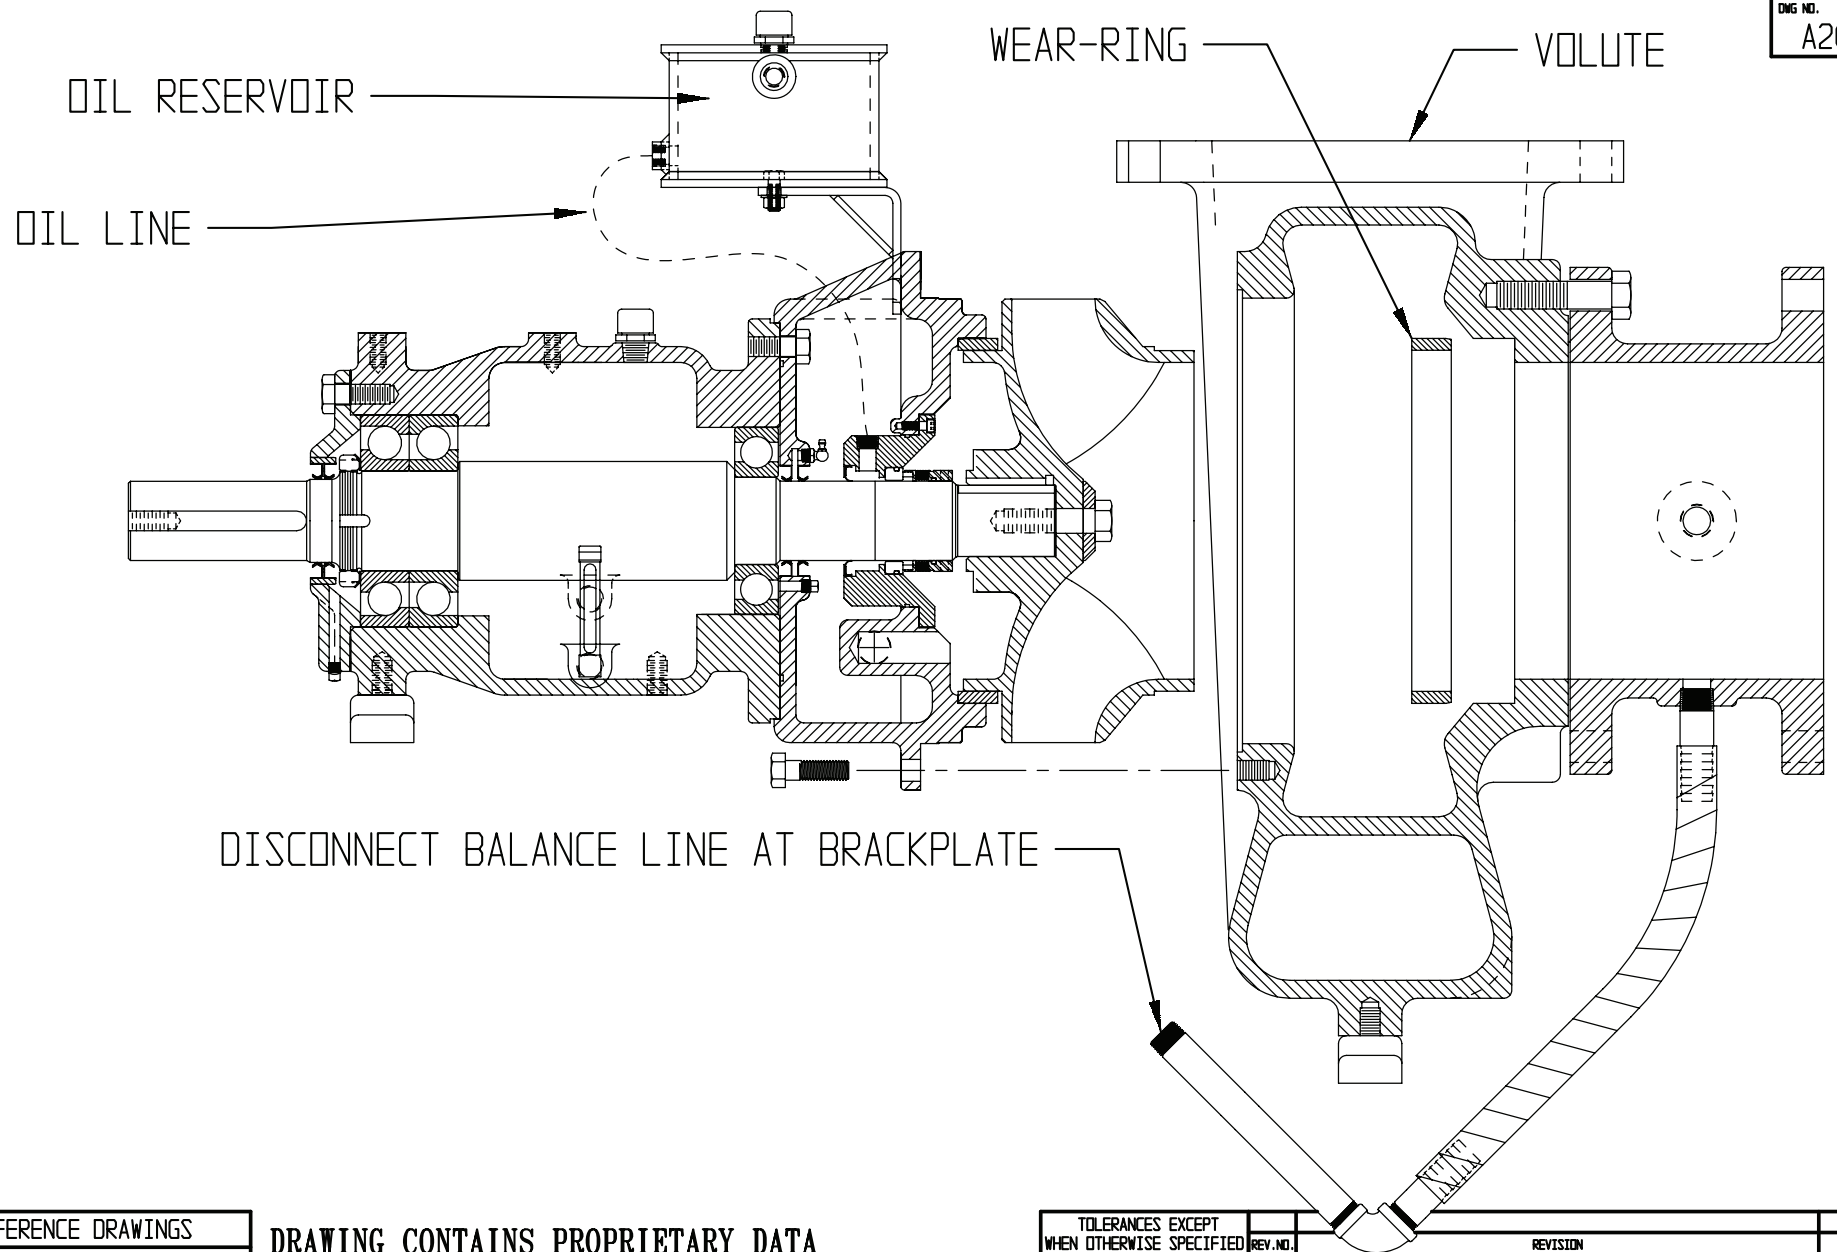 DWG NO.
WEAR-RING
VOLUTE
OIL RESERVOIR
OIL LINE
DISCONNECT BALANCE LINE AT BRACKPLATE
DRAWINGS
DRAWING CONTAINS PROPRIETARY DATA
TOLERANCES EXCEPT
WHEN OTHERWISE SPECIFIED
REV.NO.
REVISION